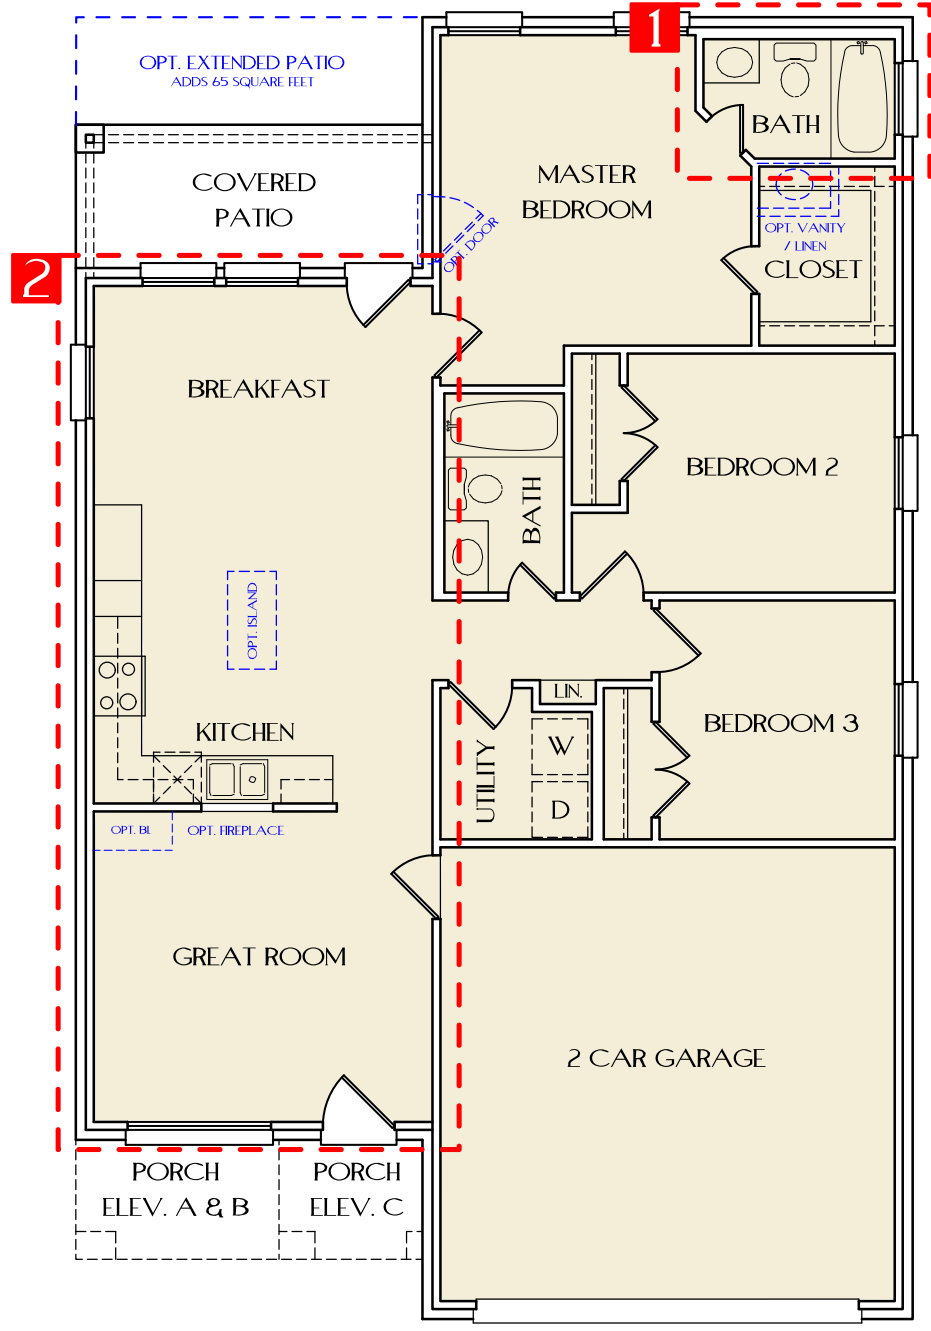 1
OPT. EXTENDED PATIO
ADDS 65 SQUARE FEET
BATH
COVERED
PATIO
MASTER
BEDROOM
OPT. DOOR
OPT. VANITY
/ LINEN
CLOSET
2
BREAKFAST
BEDROOM 2
BATH
OPT. ISLAND
KITCHEN
LIN.
BEDROOM 3
UTILITY
W
D
OPT. BI.
OPT. FIREPLACE
GREAT ROOM
2 CAR GARAGE
PORCH
ELEV. A & B
PORCH
ELEV. C